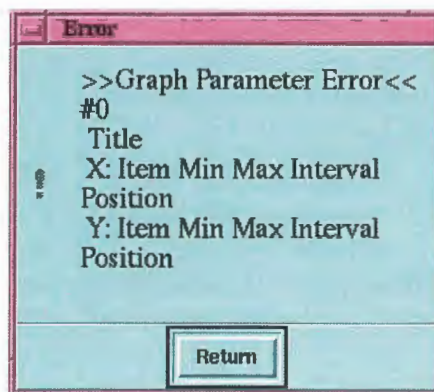 Error
>>Graph Parameter Error<<
#0
Title
X: Item Min Max Interval
Position
Y: Item Min Max Interval
Position
Return